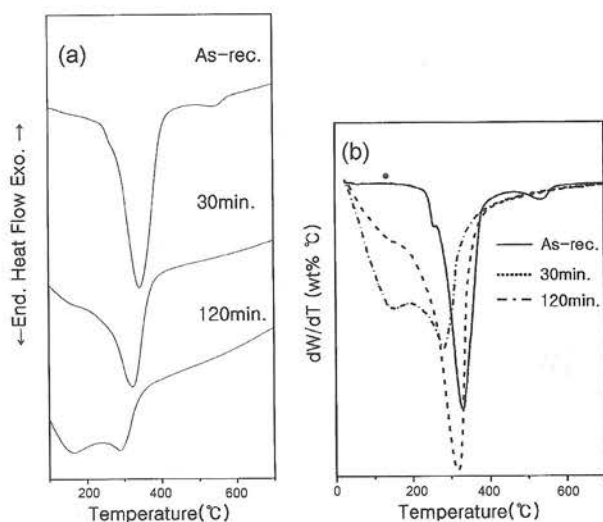 (a)
As-rec.
30min.
120min.
←End. Heat Flow Exo. →
200 400 600
Temperature(℃)
(b)
As-rec.
30min.
120min.
dW/dT (wt% ℃)
0 200 400 600
Temperature(℃)